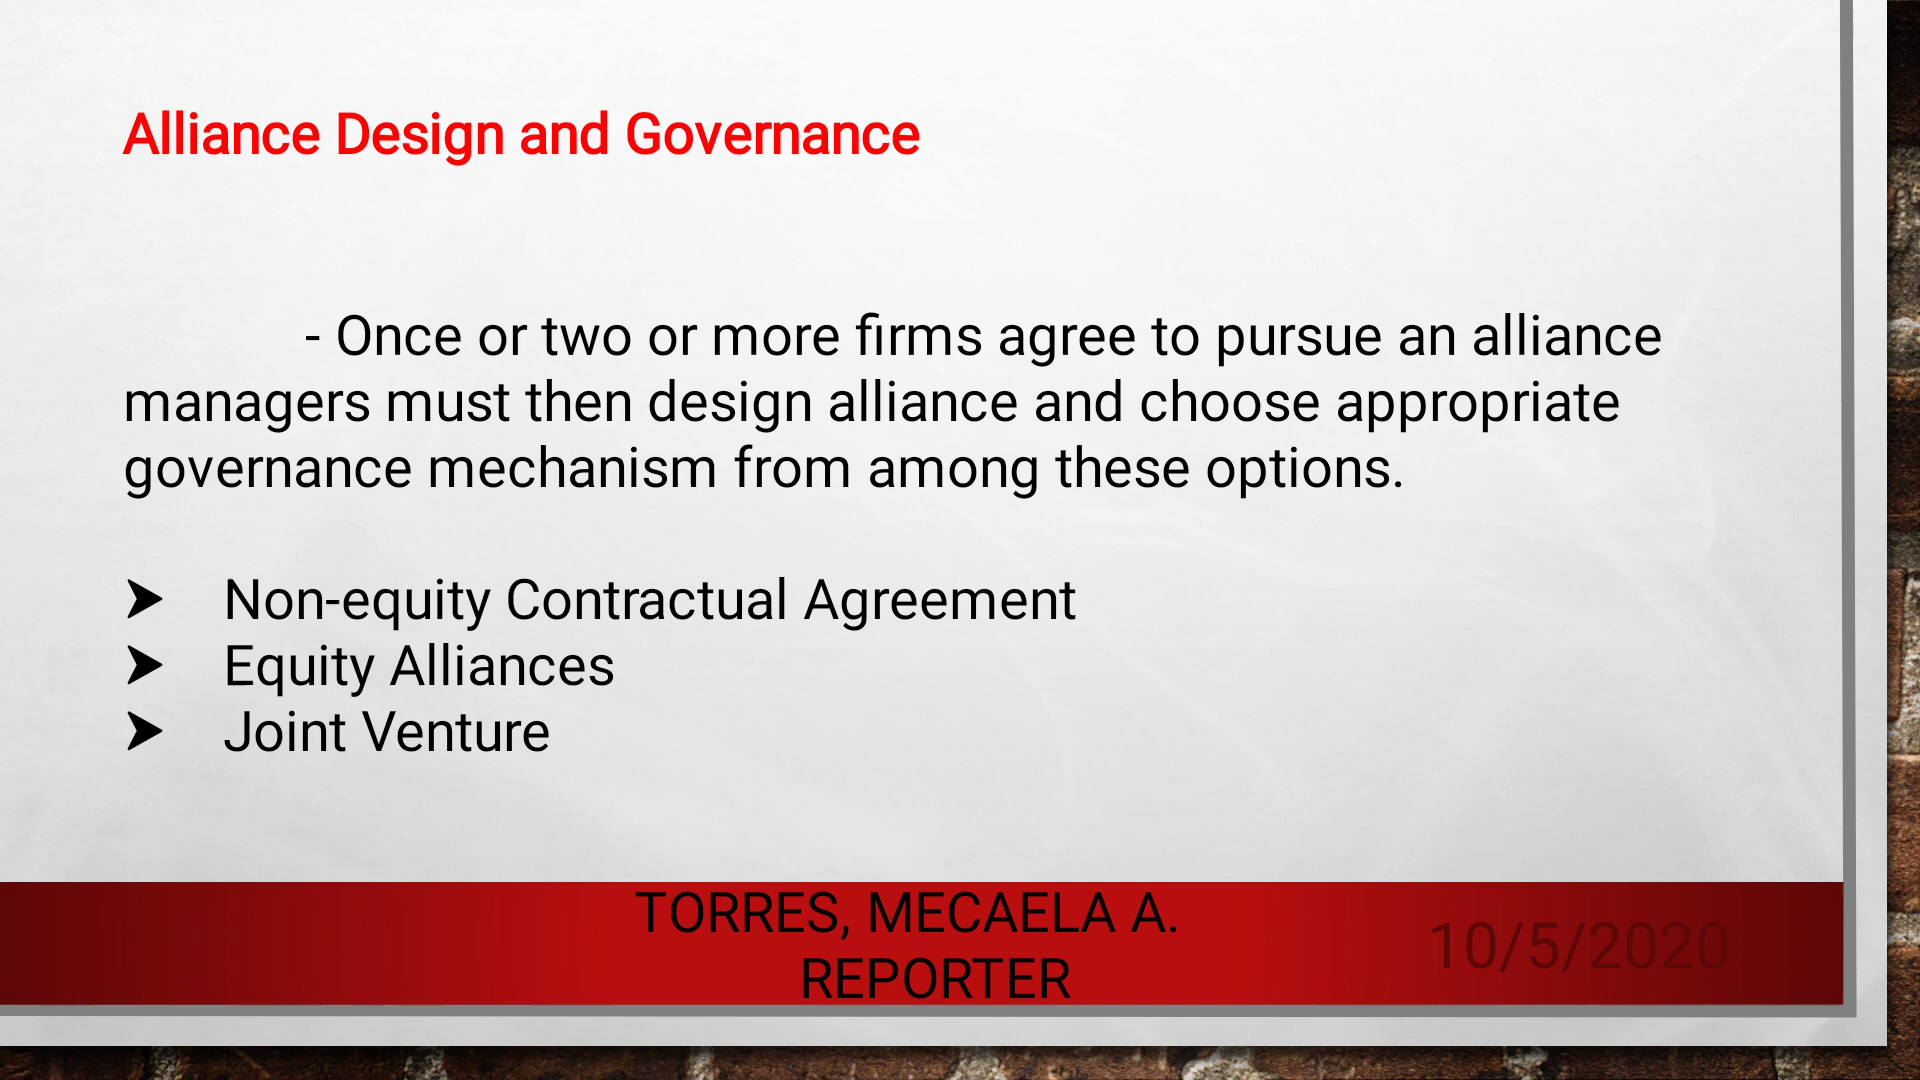 Alliance Design and Governance
- Once or two or more firms agree to pursue an alliance
managers must then design alliance and choose appropriate
governance mechanism from among these options.
➤ Non-equity Contractual Agreement
➤ Equity Alliances
➤ Joint Venture
TORRES, MECAELA A.
REPORTER
10/5/2020